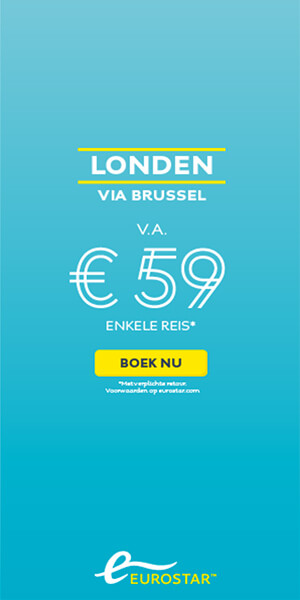 LONDEN
VIA BRUSSEL
V.A.
€ 59
ENKELE REIS*
BOEK NU
*Met verplichte retour.
Voorwaarden op eurostar.com
e
EUROSTAR™